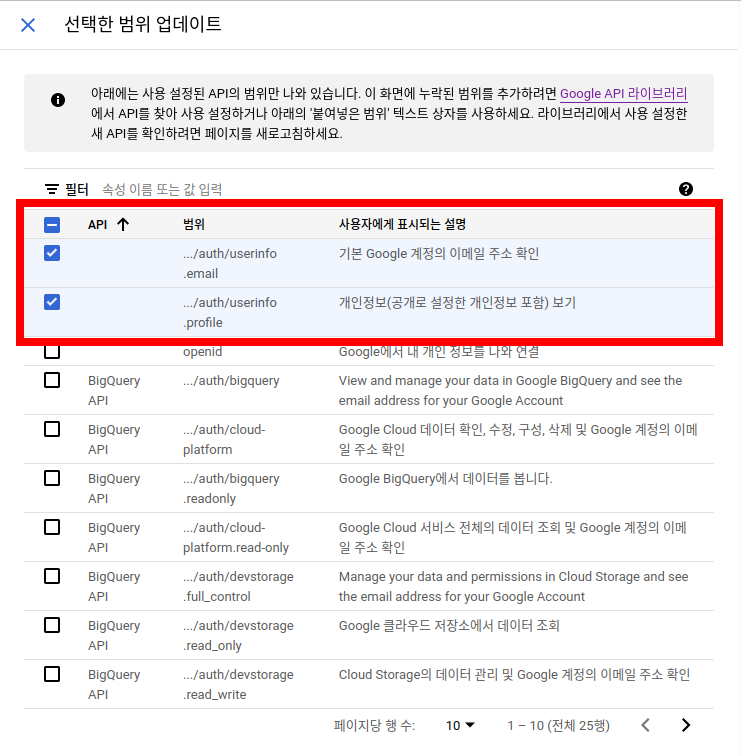 선택한 범위 업데이트
아래에는 사용 설정된 API의 범위만 나와 있습니다. 이 화면에 누락된 범위를 추가하려면 Google API 라이브러리
에서 API를 찾아 사용 설정하거나 아래의 '붙여넣은 범위' 텍스트 상자를 사용하세요. 라이브러리에서 사용 설정한
새 API를 확인하려면 페이지를 새로고침하세요.
필터 속성 이름 또는 값 입력
API 범위 사용자에게 표시되는 설명
.../auth/userinfo 기본 Google 계정의 이메일 주소 확인
.email
.../auth/userinfo 개인정보(공개로 설정한 개인정보 포함) 보기
.profile
openid Google에서 내 개인 정보를 나와 연결
BigQuery .../auth/bigquery View and manage your data in Google BigQuery and see the
API email address for your Google Account
BigQuery .../auth/cloud- Google Cloud 데이터 확인, 수정, 구성, 삭제 및 Google 계정의 이메
API platform 일 주소 확인
BigQuery .../auth/bigquery Google BigQuery에서 데이터를 봅니다.
API .readonly
BigQuery .../auth/cloud- Google Cloud 서비스 전체의 데이터 조회 및 Google 계정의 이메
API platform.read-only 일 주소 확인
BigQuery .../auth/devstorage Manage your data and permissions in Cloud Storage and see
API .full_control the email address for your Google Account
BigQuery .../auth/devstorage Google 클라우드 저장소에서 데이터 조회
API .read_only
BigQuery .../auth/devstorage Cloud Storage의 데이터 관리 및 Google 계정의 이메일 주소 확인
API .read_write
페이지당 행 수: 10 1 – 10 (전체 25행)